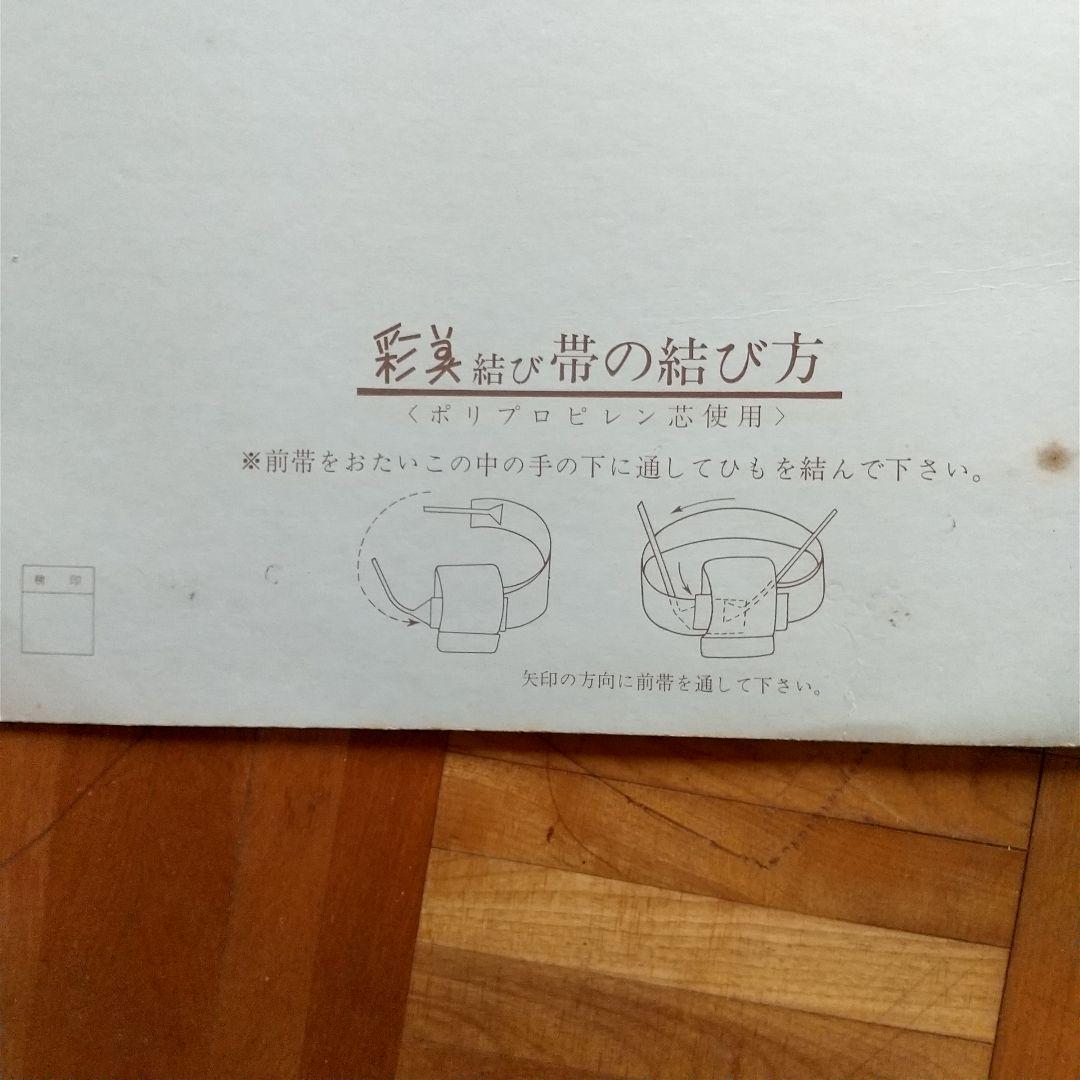 彩美結び帯の結び方
〈ポリプロピレン芯使用〉
※前帯をおたいこの中の手の下に通してひもを結んで下さい。
検印
矢印の方向に前帯を通して下さい。